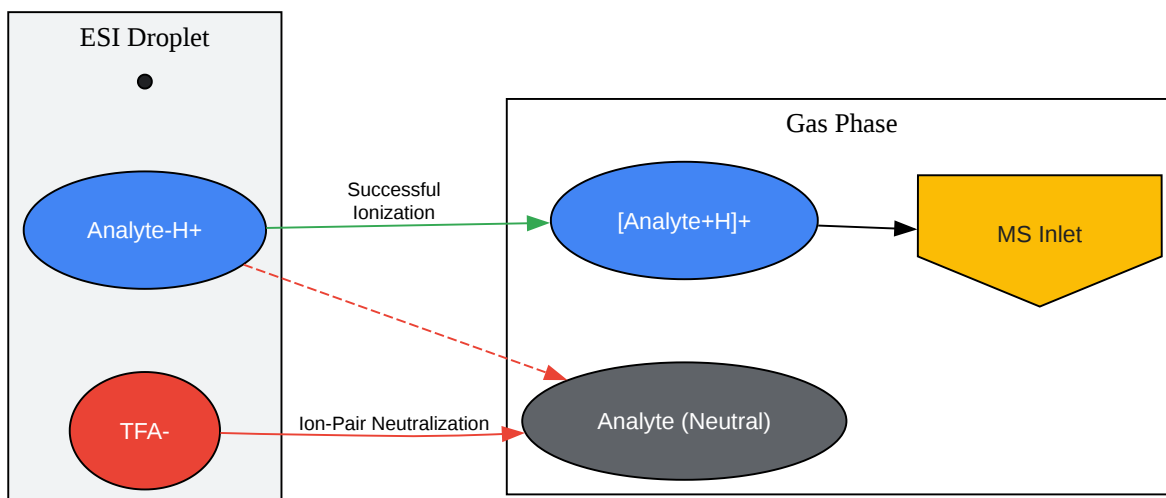 ESI Droplet
Gas Phase
Analyte-H+
Successful
Ionization
[Analyte+H]+
MS Inlet
TFA-
Ion-Pair Neutralization
Analyte (Neutral)